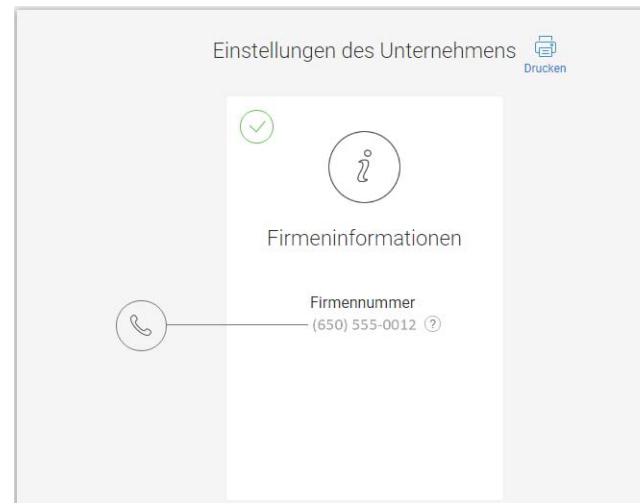 Einstellungen des Unternehmens
Drucken
i
Firmeninformationen
Firmennummer
(650) 555-0012 ?